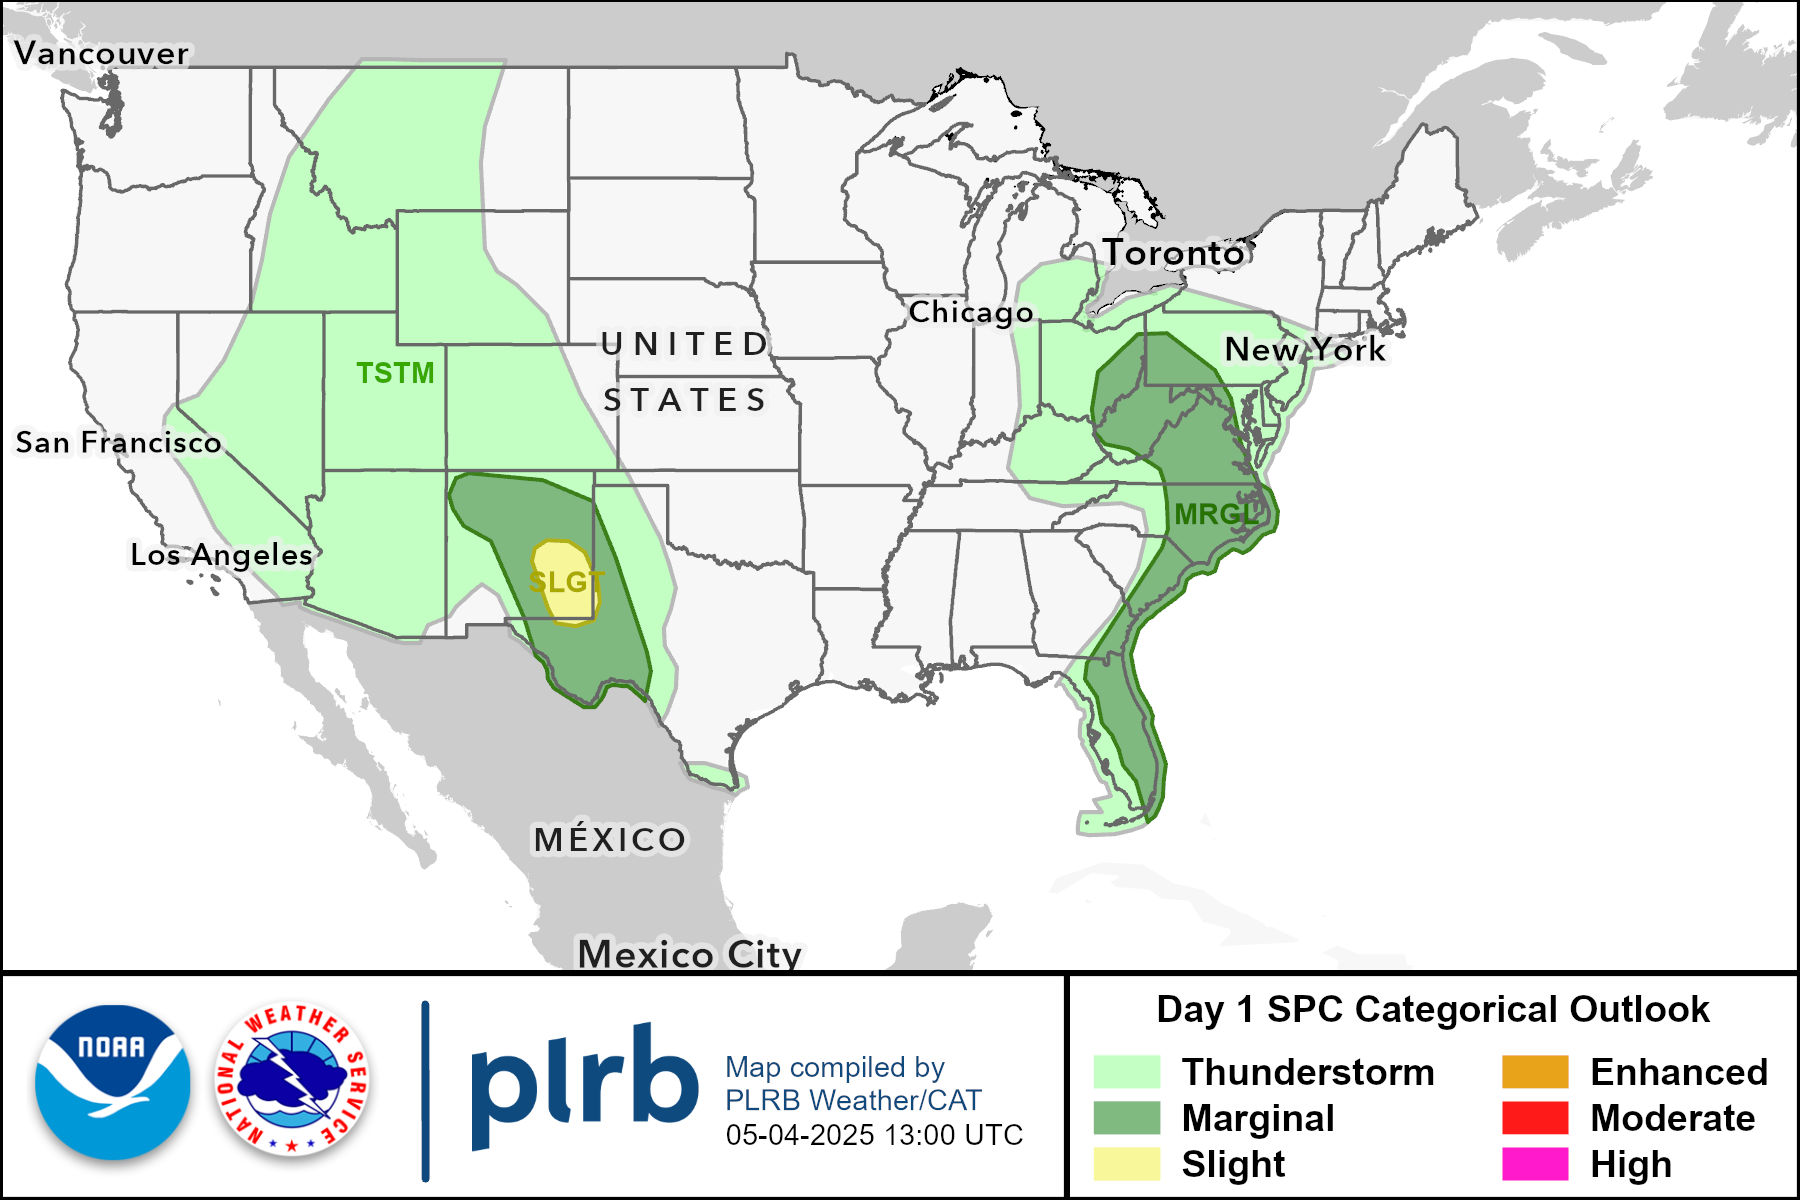 Vancouver
Toronto
Chicago
UNITED
New York
TSTM
STATES
San Francisco
MRGL
Los Angeles
SLGT
MÉXICO
Mexico City
NOAA
NATIONAL WEATHER SERVICE
plrb
Map compiled by
PLRB Weather/CAT
05-04-2025 13:00 UTC
Day 1 SPC Categorical Outlook
Thunderstorm
Enhanced
Marginal
Moderate
Slight
High